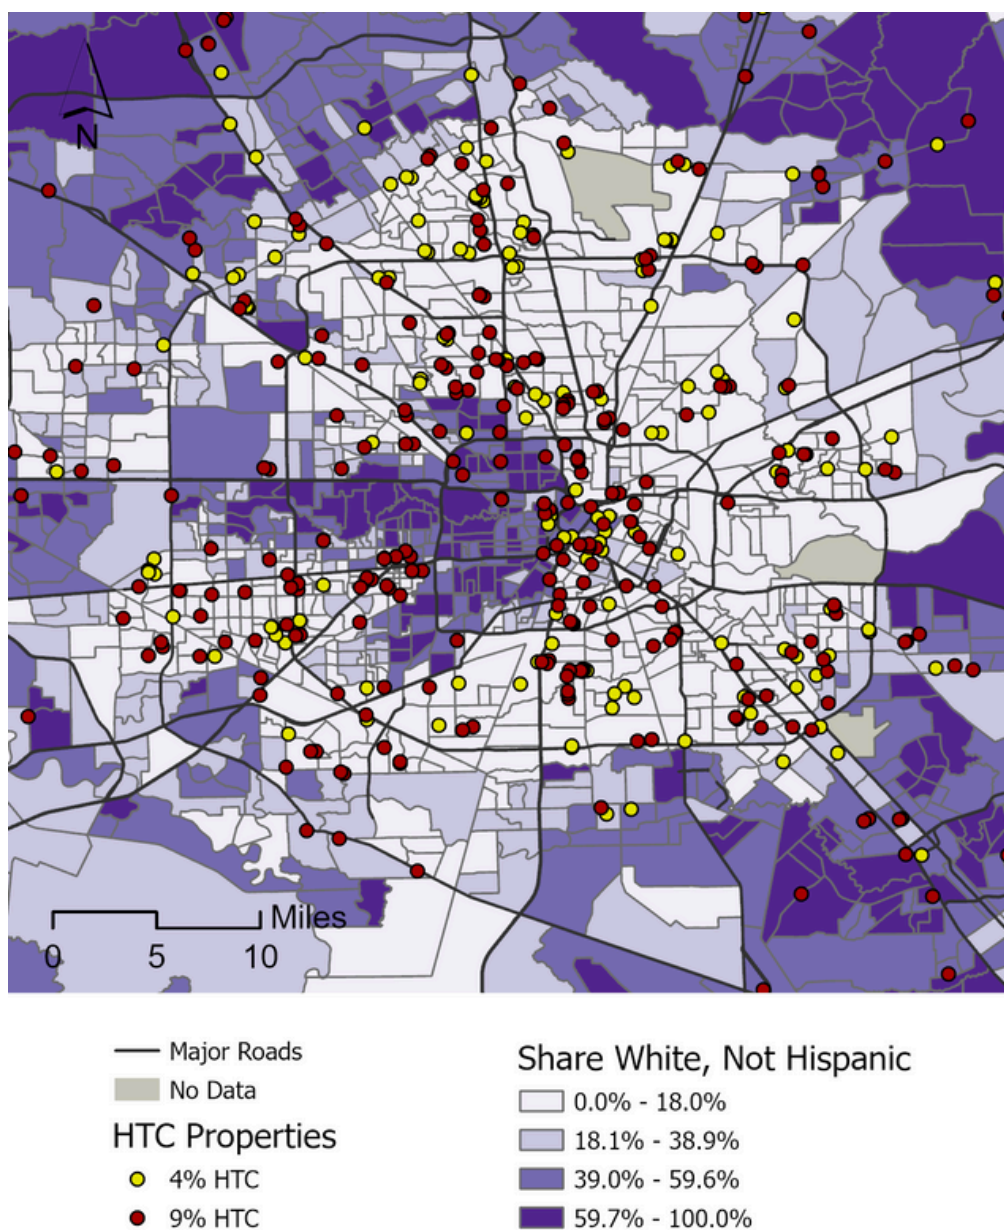 N
Miles
0 5 10
Major Roads
No Data
HTC Properties
4% HTC
9% HTC
Share White, Not Hispanic
0.0% - 18.0%
18.1% - 38.9%
39.0% - 59.6%
59.7% - 100.0%